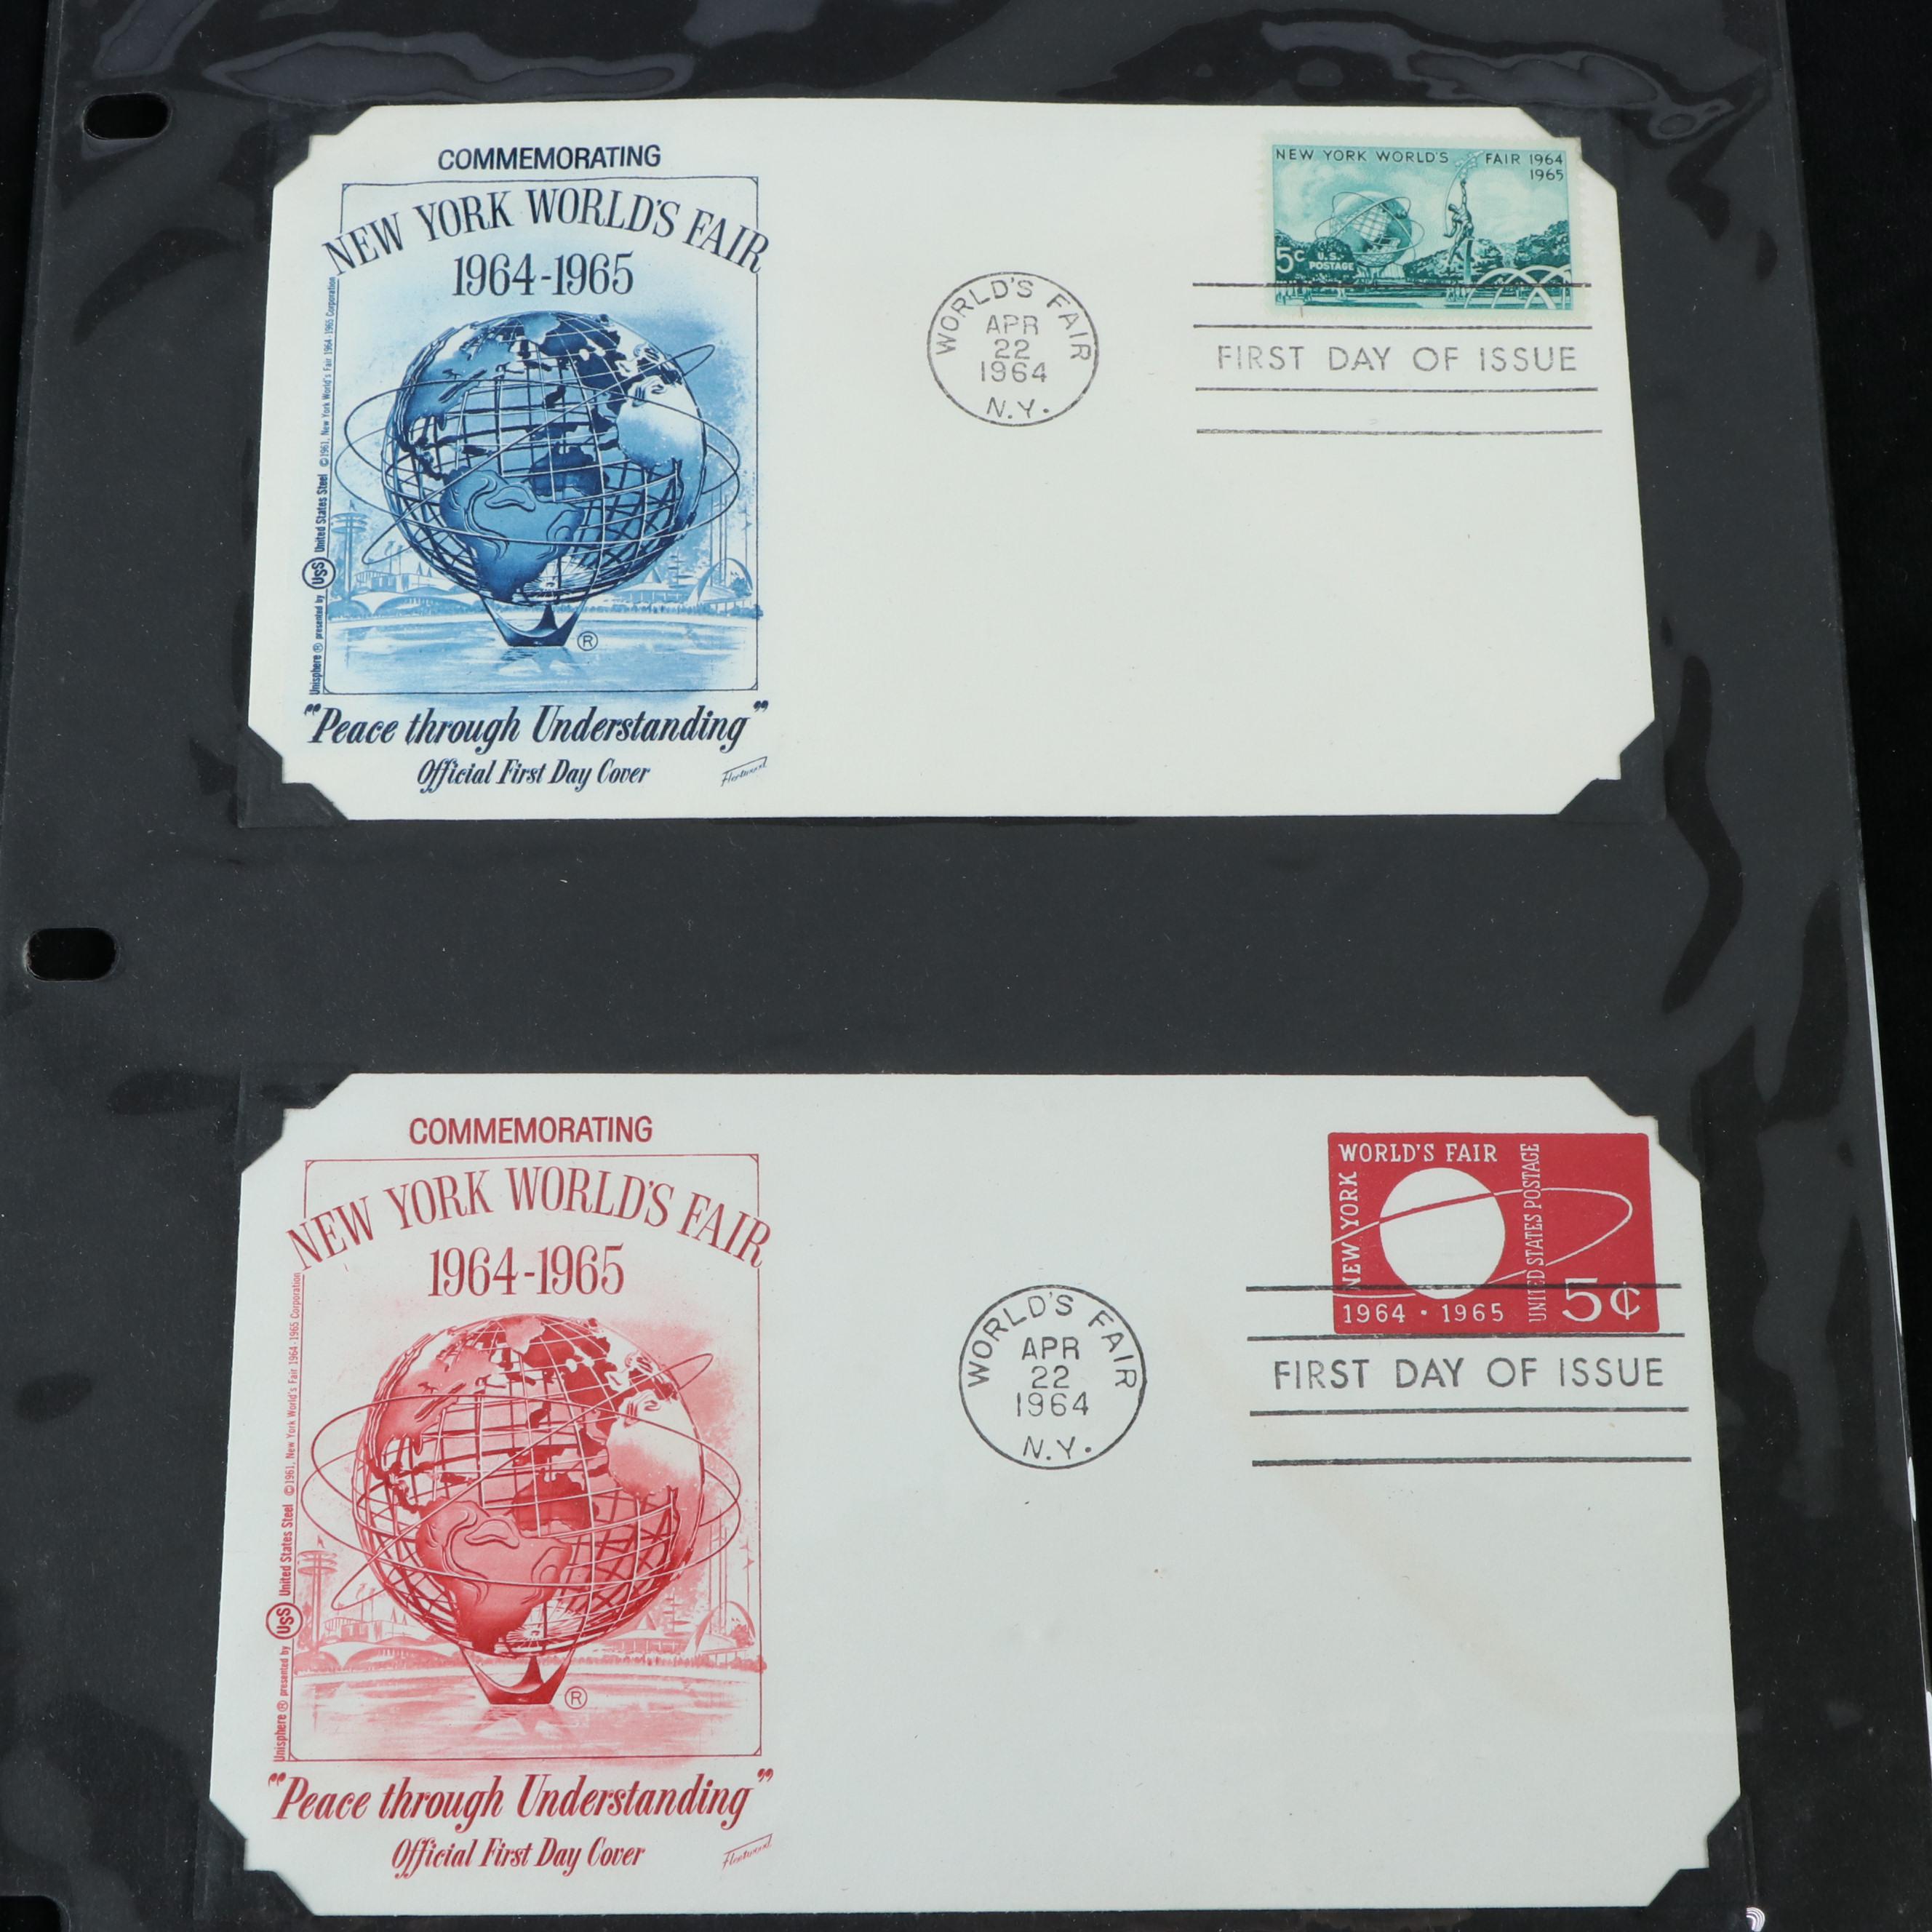 COMMEMORATING
NEW YORK WORLD'S FAIR
1964-1965
Unisphere ® presented by USS United States Steel © 1961, New York World's Fair 1964-1965 Corporation
®
"Peace through Understanding"
Official First Day Cover
Fleetwood
WORLD'S FAIR
APR
22
1964
N.Y.
NEW YORK WORLD'S FAIR 1964
1965
5c U.S.
POSTAGE
FIRST DAY OF ISSUE
COMMEMORATING
NEW YORK WORLD'S FAIR
1964-1965
Unisphere ® presented by USS United States Steel © 1961, New York World's Fair 1964-1965 Corporation
®
"Peace through Understanding"
Official First Day Cover
Fleetwood
WORLD'S FAIR
APR
22
1964
N.Y.
NEW YORK
WORLD'S FAIR
UNITED STATES POSTAGE
1964 · 1965
5¢
FIRST DAY OF ISSUE